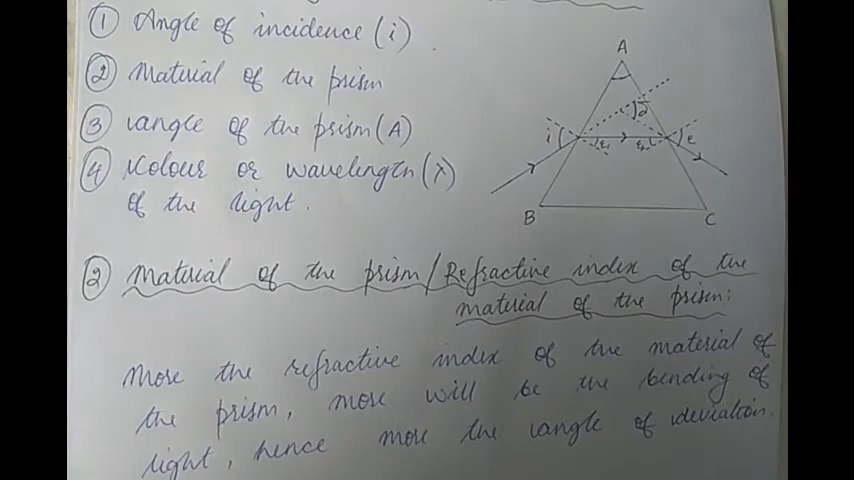 ① Angle of incidence (i)
② Material of the prism
③ angle of the prism (A)
④ Colour or wavelength (λ)
of the light.
A
δ
i
r₁
r₂
e
B
C
② Material of the prism / Refractive index of the
material of the prism:
More the refractive index of the material of
the prism, more will be the bending of
light, hence more the angle of deviation.